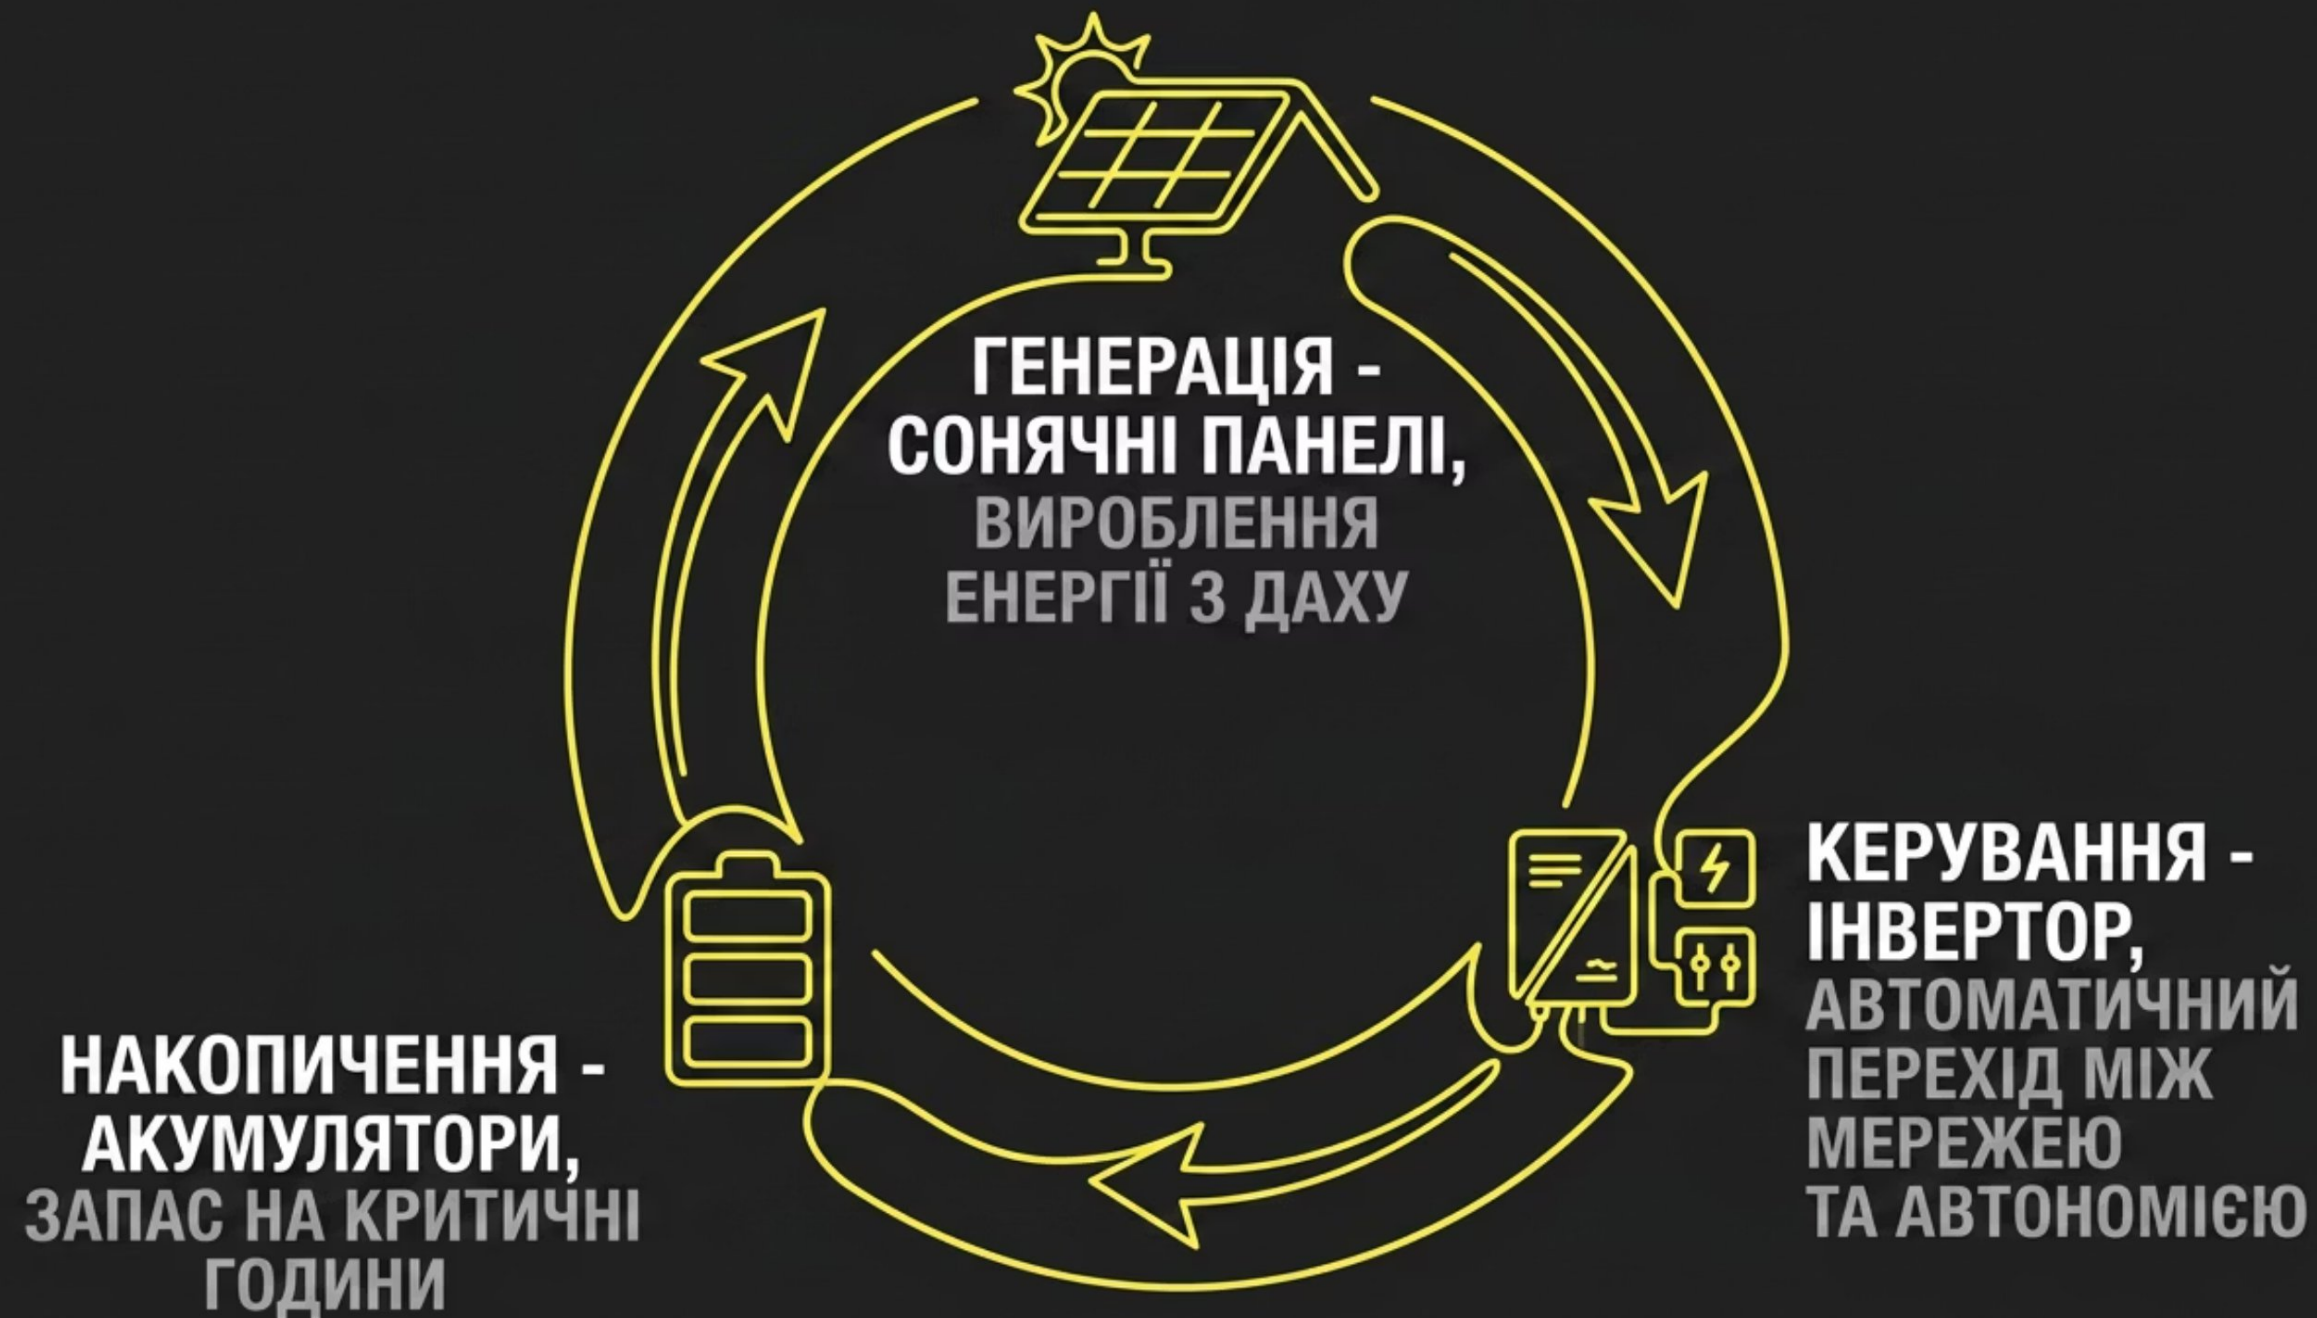 ГЕНЕРАЦІЯ -
СОНЯЧНІ ПАНЕЛІ,
ВИРОБЛЕННЯ
ЕНЕРГІЇ З ДАХУ
КЕРУВАННЯ -
ІНВЕРТОР,
АВТОМАТИЧНИЙ
ПЕРЕХІД МІЖ
МЕРЕЖЕЮ
ТА АВТОНОМІЄЮ
НАКОПИЧЕННЯ -
АКУМУЛЯТОРИ,
ЗАПАС НА КРИТИЧНІ
ГОДИНИ